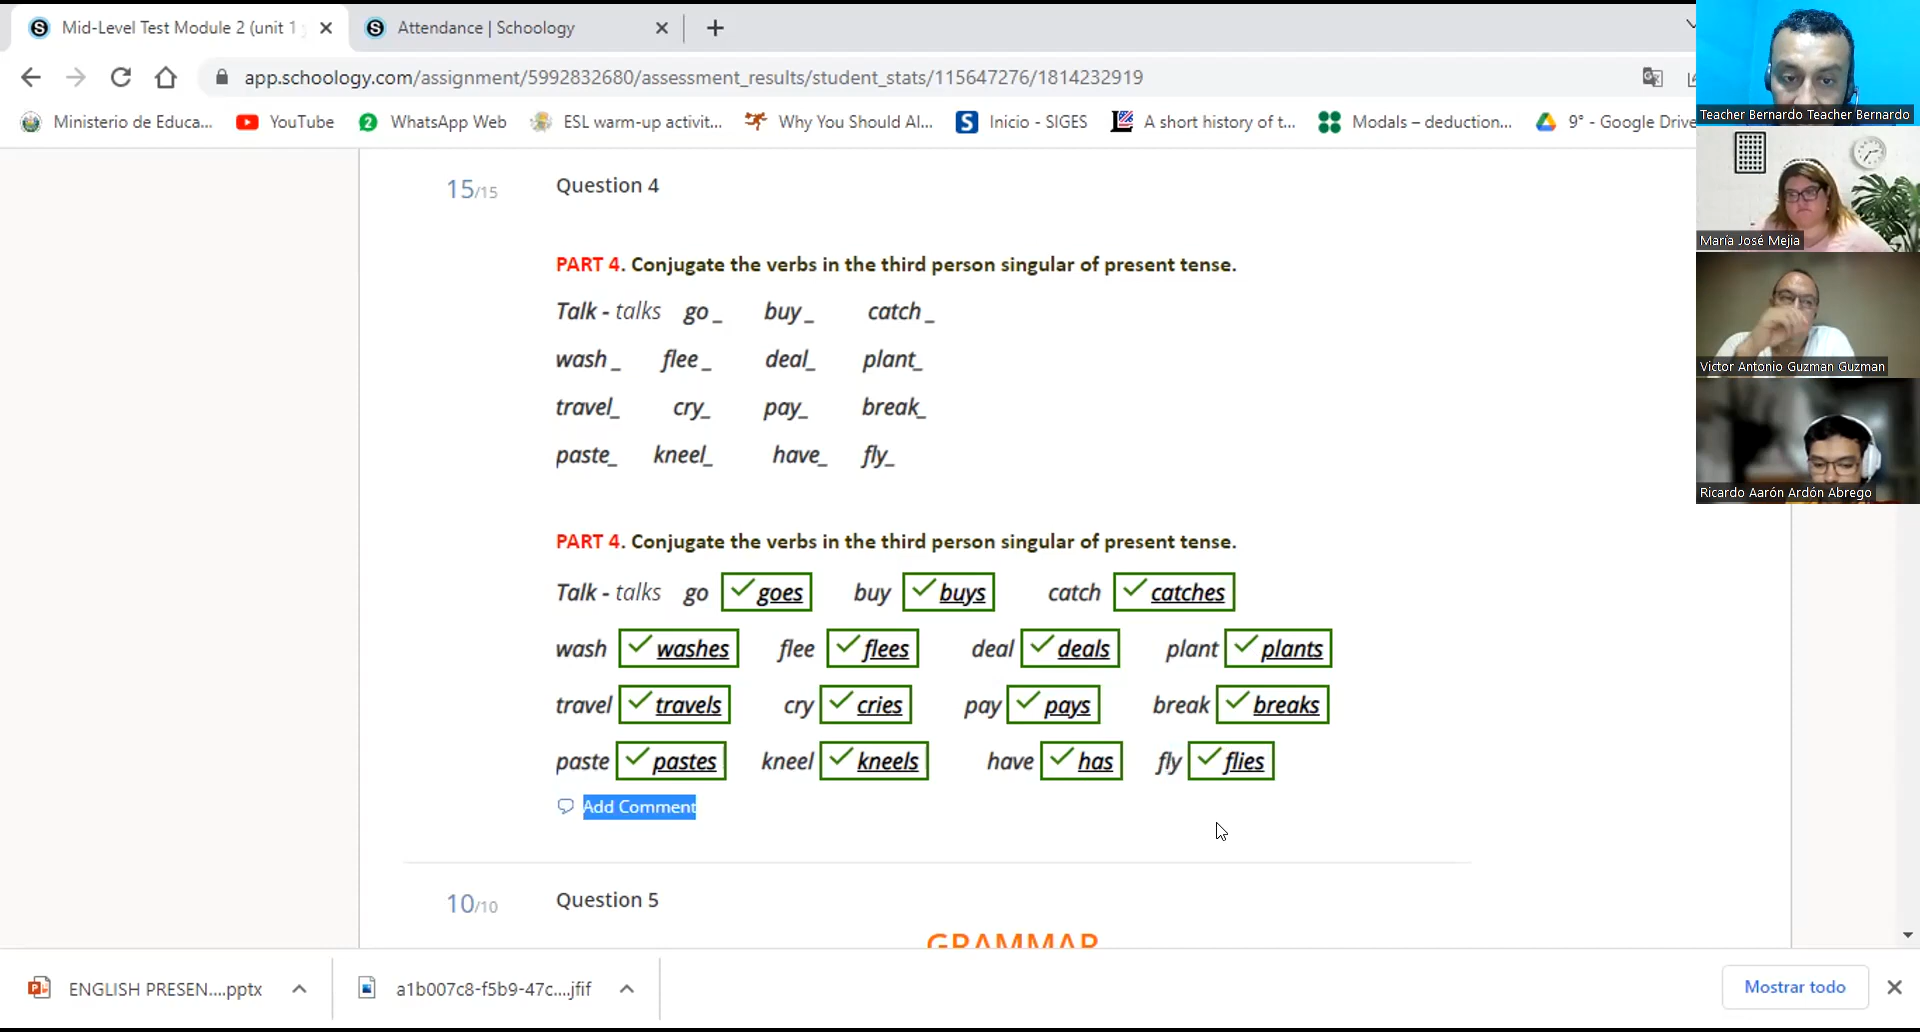 Mid-Level Test Module 2 (unit 1
Attendance | Schoology
app.schoology.com/assignment/5992832680/assessment_results/student_stats/115647276/1814232919
Ministerio de Educa... YouTube WhatsApp Web ESL warm-up activit... Why You Should Al... Inicio - SIGES A short history of t... Modals – deduction... 9° - Google Drive
Teacher Bernardo Teacher Bernardo
María José Mejia
Victor Antonio Guzman Guzman
Ricardo Aarón Ardón Abrego
15/15 Question 4
PART 4. Conjugate the verbs in the third person singular of present tense.
Talk - talks go _ buy _ catch _
wash _ flee _ deal_ plant_
travel_ cry_ pay_ break_
paste_ kneel_ have_ fly_
PART 4. Conjugate the verbs in the third person singular of present tense.
Talk - talks go goes buy buys catch catches
wash washes flee flees deal deals plant plants
travel travels cry cries pay pays break breaks
paste pastes kneel kneels have has fly flies
Add Comment
10/10 Question 5
GRAMMAR
ENGLISH PRESEN....pptx a1b007c8-f5b9-47c....jfif Mostrar todo